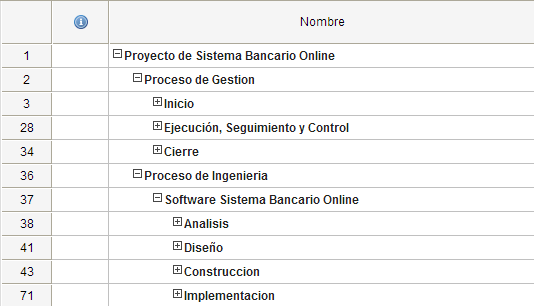 Nombre
1 Proyecto de Sistema Bancario Online
2 Proceso de Gestion
3 Inicio
28 Ejecución, Seguimiento y Control
34 Cierre
36 Proceso de Ingenieria
37 Software Sistema Bancario Online
38 Analisis
41 Diseño
43 Construccion
71 Implementacion